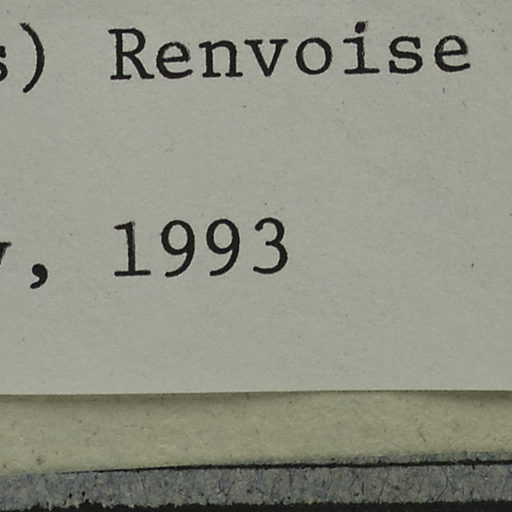 s) Renvoise
, 1993